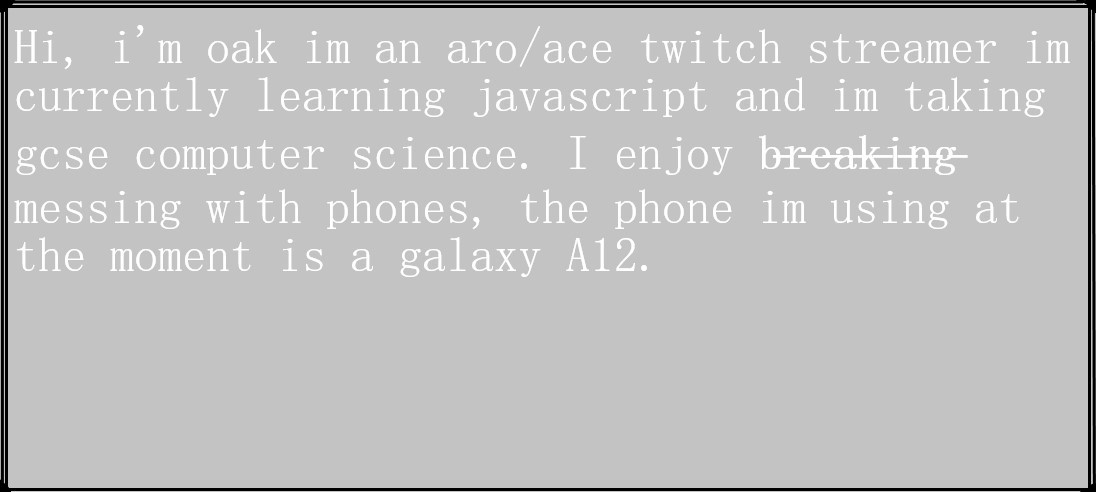 Hi, i'm oak im an aro/ace twitch streamer im
currently learning javascript and im taking
gcse computer science. I enjoy breaking
messing with phones, the phone im using at
the moment is a galaxy A12.